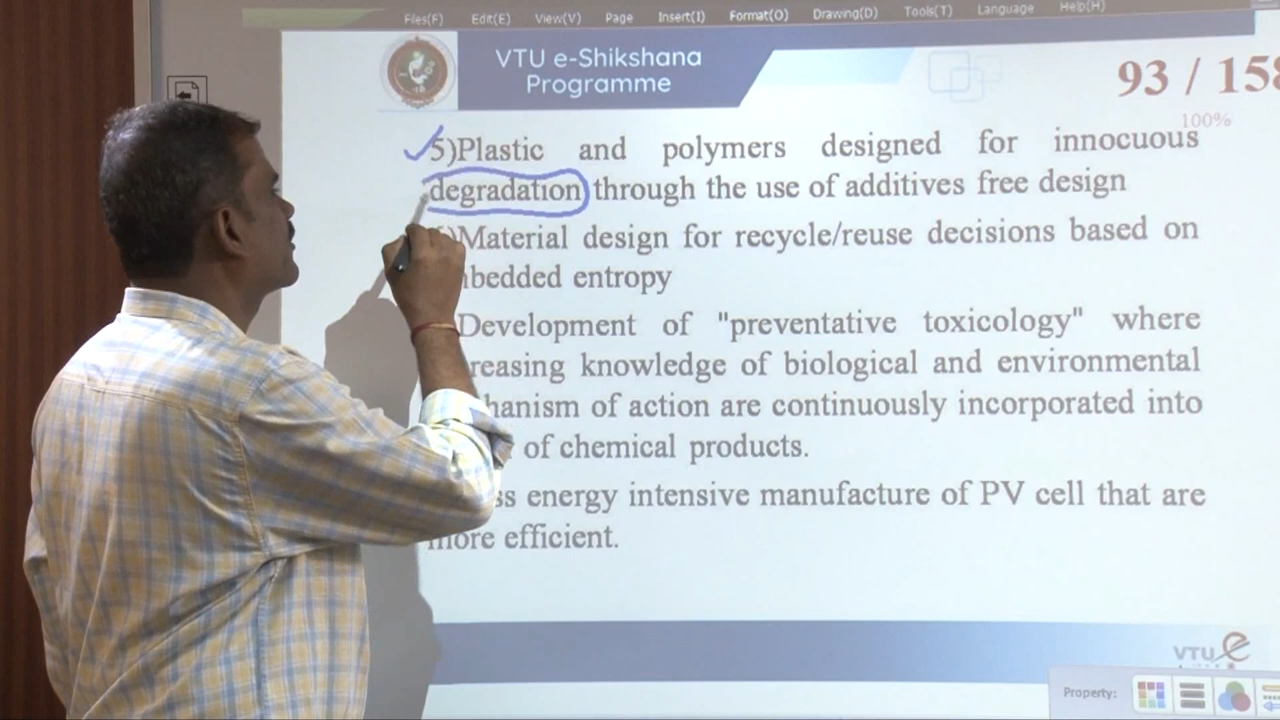 Files(F) Edit(E) View(V) Page Insert(I) Format(O) Drawing(D) Tools(T) Language Help(H)
VTU e-Shikshana
Programme
93 / 158
100%
5)Plastic and polymers designed for innocuous
degradation through the use of additives free design
)Material design for recycle/reuse decisions based on
bedded entropy
Development of "preventative toxicology" where
reasing knowledge of biological and environmental
hanism of action are continuously incorporated into
of chemical products.
ss energy intensive manufacture of PV cell that are
more efficient.
VTU e
Property: